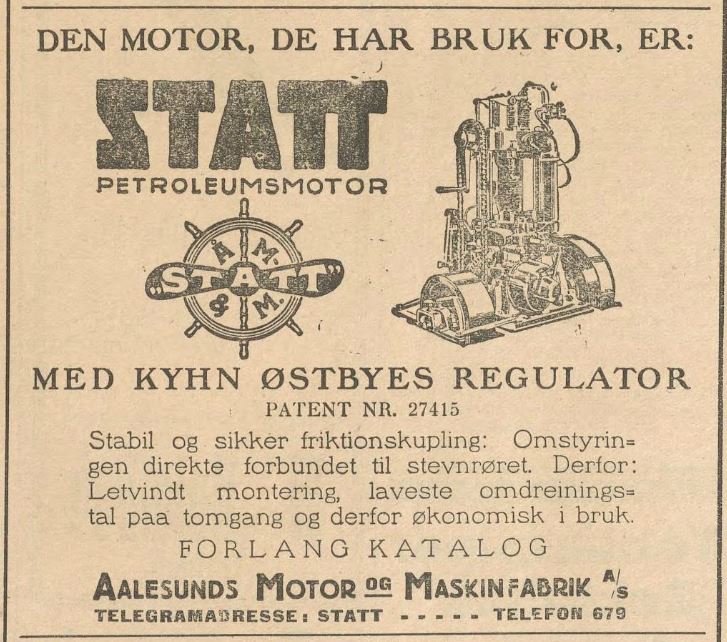 DEN MOTOR, DE HAR BRUK FOR, ER:
STATT
PETROLEUMSMOTOR
Å M.
"STATT"
& M.
MED KYHN ØSTBYES REGULATOR
PATENT NR. 27415
Stabil og sikker friktionskupling: Omstyrin=
gen direkte forbundet til stevnrøret. Derfor:
Letvindt montering, laveste omdreinings=
tal paa tomgang og derfor økonomisk i bruk.
FORLANG KATALOG
AALESUNDS MOTOR OG MASKINFABRIK A/S
TELEGRAMADRESSE: STATT - - - - - TELEFON 679